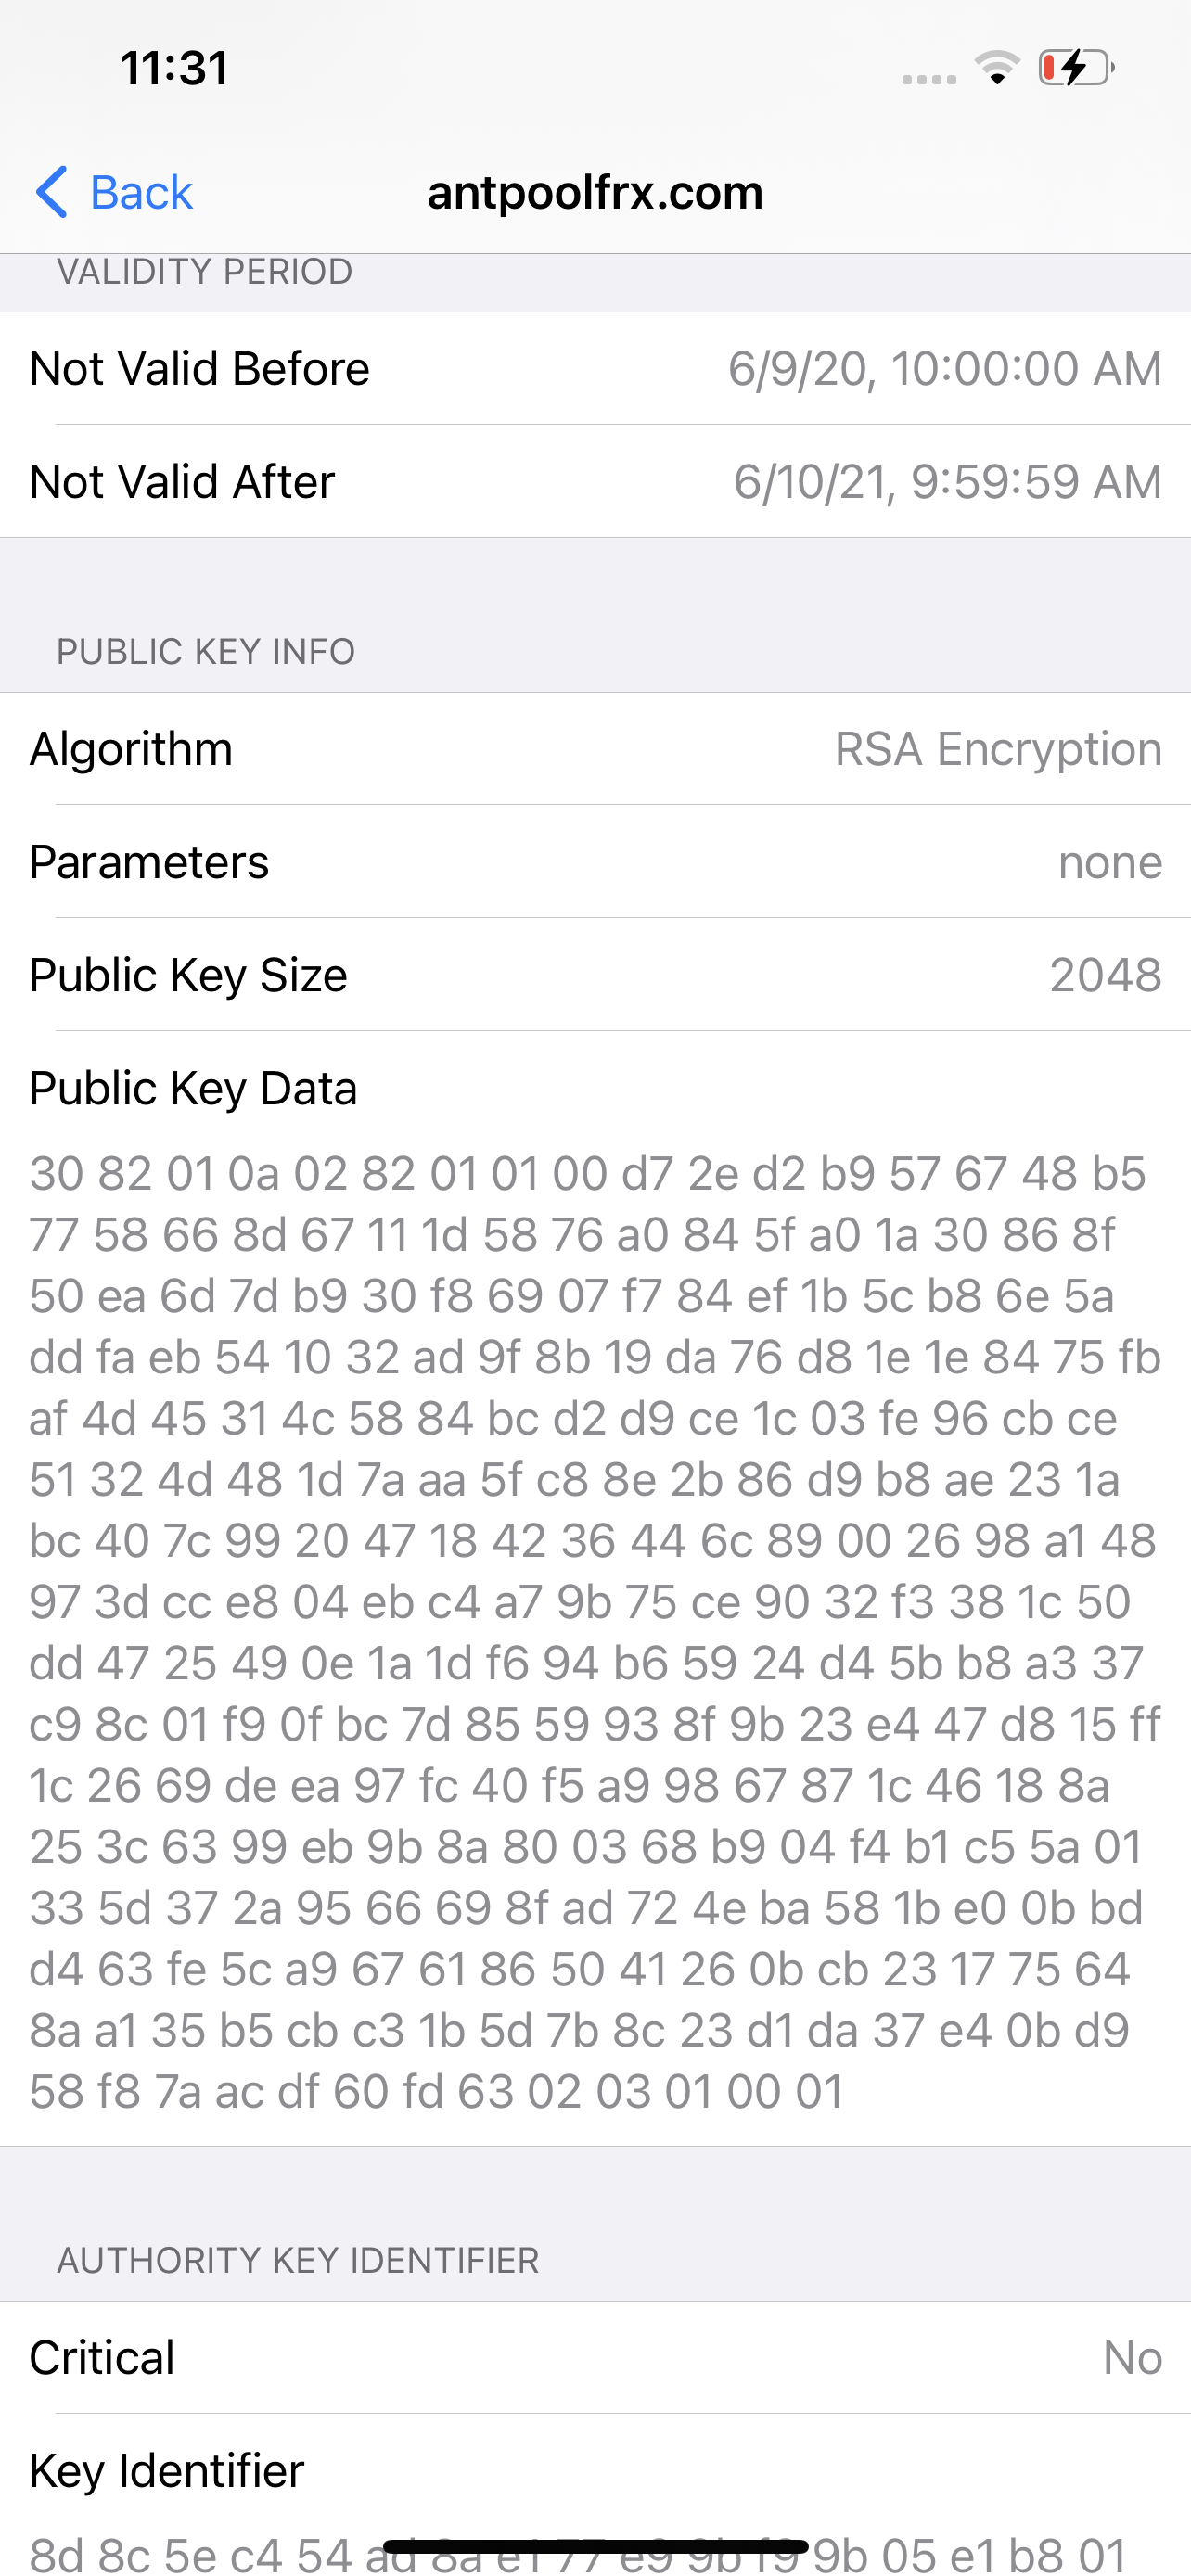 11:31
Back
antpoolfrx.com
VALIDITY PERIOD
Not Valid Before 6/9/20, 10:00:00 AM
Not Valid After 6/10/21, 9:59:59 AM
PUBLIC KEY INFO
Algorithm RSA Encryption
Parameters none
Public Key Size 2048
Public Key Data
30 82 01 0a 02 82 01 01 00 d7 2e d2 b9 57 67 48 b5
77 58 66 8d 67 11 1d 58 76 a0 84 5f a0 1a 30 86 8f
50 ea 6d 7d b9 30 f8 69 07 f7 84 ef 1b 5c b8 6e 5a
dd fa eb 54 10 32 ad 9f 8b 19 da 76 d8 1e 1e 84 75 fb
af 4d 45 31 4c 58 84 bc d2 d9 ce 1c 03 fe 96 cb ce
51 32 4d 48 1d 7a aa 5f c8 8e 2b 86 d9 b8 ae 23 1a
bc 40 7c 99 20 47 18 42 36 44 6c 89 00 26 98 a1 48
97 3d cc e8 04 eb c4 a7 9b 75 ce 90 32 f3 38 1c 50
dd 47 25 49 0e 1a 1d f6 94 b6 59 24 d4 5b b8 a3 37
c9 8c 01 f9 0f bc 7d 85 59 93 8f 9b 23 e4 47 d8 15 ff
1c 26 69 de ea 97 fc 40 f5 a9 98 67 87 1c 46 18 8a
25 3c 63 99 eb 9b 8a 80 03 68 b9 04 f4 b1 c5 5a 01
33 5d 37 2a 95 66 69 8f ad 72 4e ba 58 1b e0 0b bd
d4 63 fe 5c a9 67 61 86 50 41 26 0b cb 23 17 75 64
8a a1 35 b5 cb c3 1b 5d 7b 8c 23 d1 da 37 e4 0b d9
58 f8 7a ac df 60 fd 63 02 03 01 00 01
AUTHORITY KEY IDENTIFIER
Critical No
Key Identifier
8d 8c 5e c4 54 9b 05 e1 b8 01